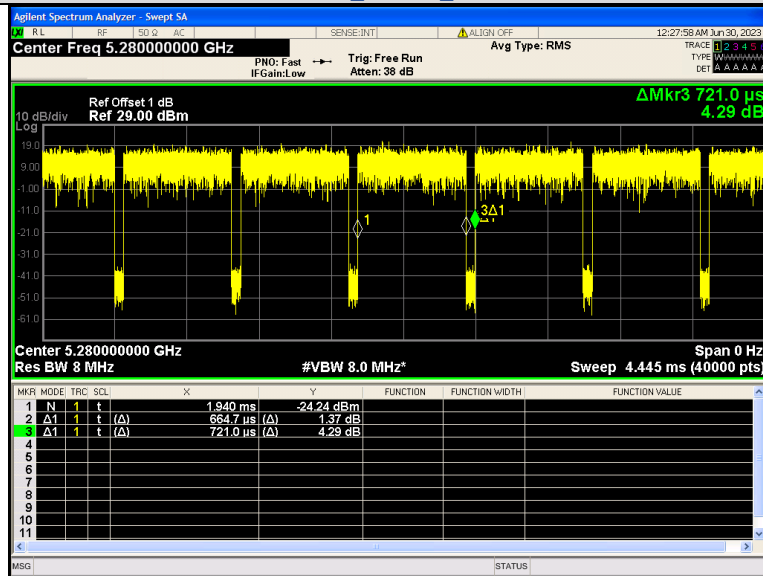 Agilent Spectrum Analyzer - Swept SA
LXI RL RF 50 Ω AC SENSE:INT ALIGN OFF 12:27:58 AM Jun 30, 2023
Center Freq 5.280000000 GHz
Avg Type: RMS
TRACE 1 2 3 4 5
PNO: Fast
Trig: Free Run
TYPE
IFGain:Low
Atten: 38 dB
DET A A A A A
ΔMkr3 721.0 µs
4.29 dB
Ref Offset 1 dB
10 dB/div Ref 29.00 dBm
Log
19.0
9.00
-1.00
-11.0
3Δ1
1
-21.0
-31.0
-41.0
-51.0
-61.0
Center 5.280000000 GHz Span 0 Hz
Res BW 8 MHz #VBW 8.0 MHz* Sweep 4.445 ms (40000 pts)
MKR MODE TRC SCL X Y FUNCTION FUNCTION WIDTH FUNCTION VALUE
1 N 1 t 1.940 ms -24.24 dBm
2 Δ1 1 t (Δ) 664.7 µs (Δ) 1.37 dB
3 Δ1 1 t (Δ) 721.0 µs (Δ) 4.29 dB
4
5
6
7
8
9
10
11
MSG STATUS